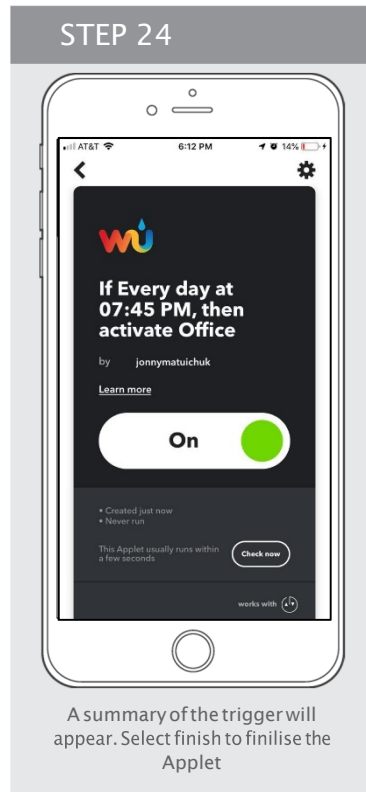 STEP 24
AT&T 6:12 PM 14%
wu
If Every day at
07:45 PM, then
activate Office
by jonnymatuichuk
Learn more
On
• Created just now
• Never run
This Applet usually runs within
a few seconds
Check now
works with
A summary of the trigger will
appear. Select finish to finilise the
Applet